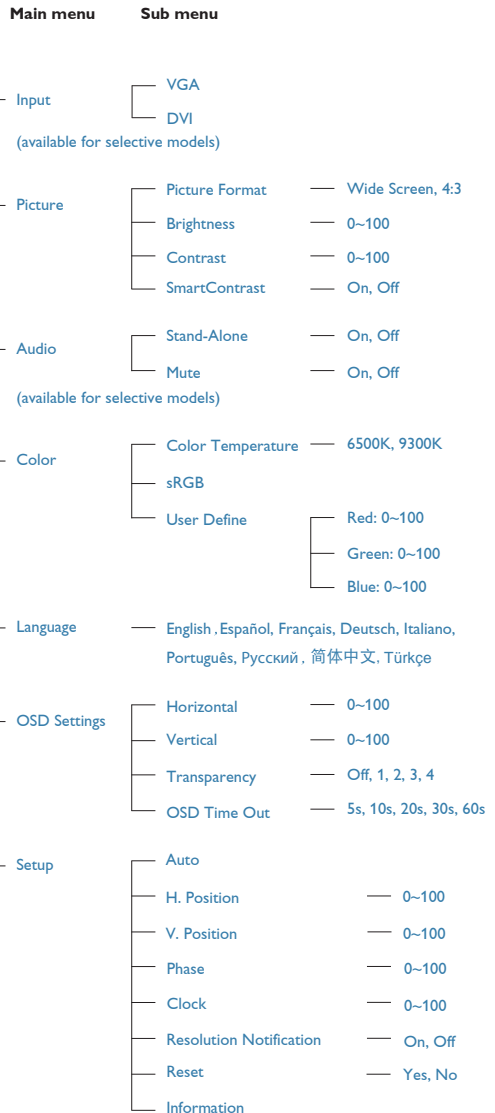 Main menu Sub menu
VGA
Input
DVI
(available for selective models)
Picture Format Wide Screen, 4:3
Picture
Brightness 0~100
Contrast 0~100
SmartContrast On, Off
Stand-Alone On, Off
Audio
Mute On, Off
(available for selective models)
Color Temperature 6500K, 9300K
Color
sRGB
User Define Red: 0~100
Green: 0~100
Blue: 0~100
Language English , Español, Français, Deutsch, Italiano,
Português, Русский , 简体中文, Türkçe
Horizontal 0~100
OSD Settings
Vertical 0~100
Transparency Off, 1, 2, 3, 4
OSD Time Out 5s, 10s, 20s, 30s, 60s
Auto
Setup
H. Position 0~100
V. Position 0~100
Phase 0~100
Clock 0~100
Resolution Notification On, Off
Reset Yes, No
Information